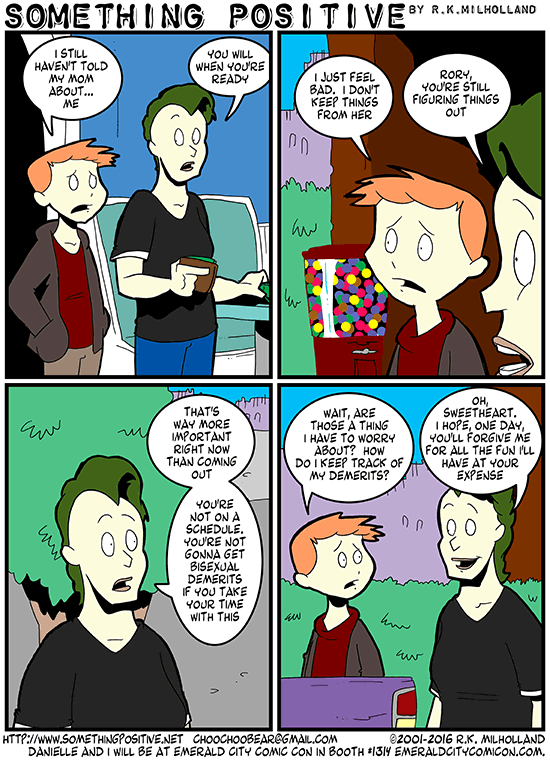 SOMETHING POSITIVE BY R.K.MILHOLLAND
I STILL
HAVEN'T TOLD
MY MOM
ABOUT...
ME
YOU WILL
WHEN YOU'RE
READY
I JUST FEEL
BAD. I DON'T
KEEP THINGS
FROM HER
RORY,
YOU'RE STILL
FIGURING THINGS
OUT
THAT'S
WAY MORE
IMPORTANT
RIGHT NOW
THAN COMING
OUT
YOU'RE
NOT ON A
SCHEDULE.
YOU'RE NOT
GONNA GET
BISEXUAL
DEMERITS
IF YOU TAKE
YOUR TIME
WITH THIS
WAIT, ARE
THOSE A THING
I HAVE TO WORRY
ABOUT? HOW
DO I KEEP TRACK OF
MY DEMERITS?
OH,
SWEETHEART.
I HOPE, ONE DAY,
YOU'LL FORGIVE ME
FOR ALL THE FUN I'LL
HAVE AT YOUR
EXPENSE
HTTP://WWW.SOMETHINGPOSITIVE.NET CHOOCHOOBEAR@GMAIL.COM ©2001-2016 R.K. MILHOLLAND
DANIELLE AND I WILL BE AT EMERALD CITY COMIC CON IN BOOTH #1314 EMERALDCITYCOMICON.COM.